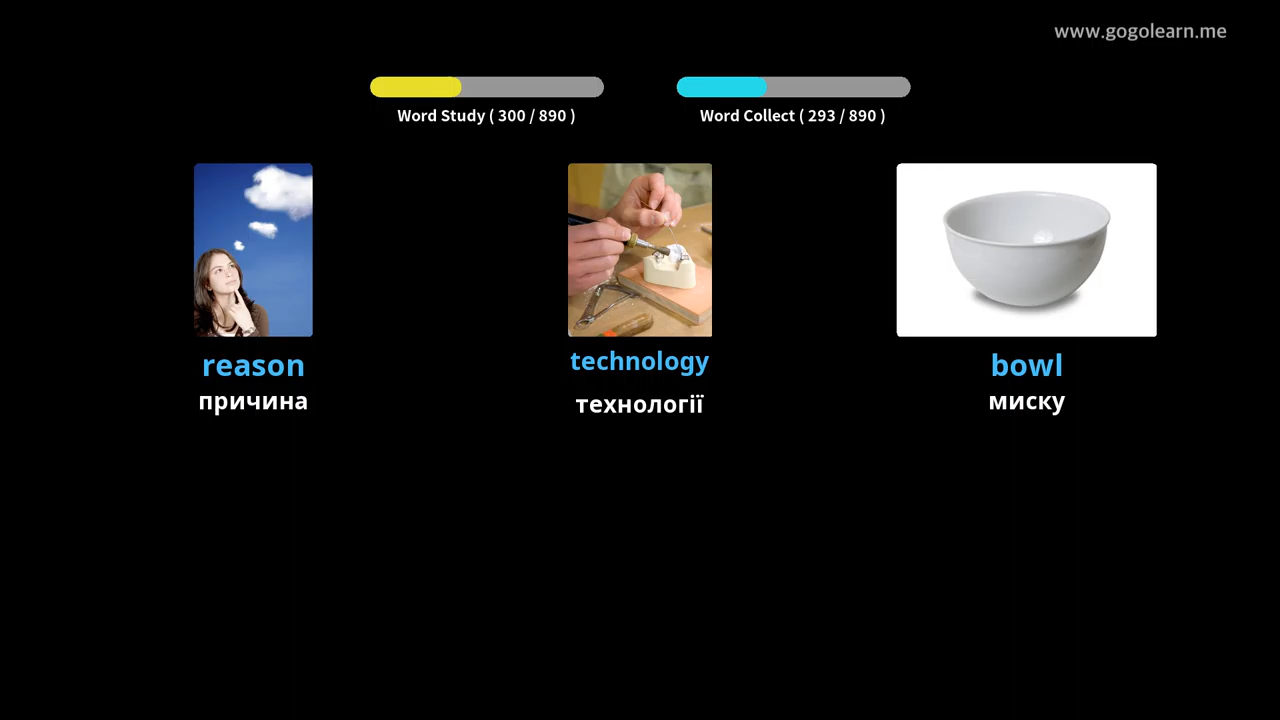 www.gogolearn.me
Word Study ( 300 / 890 )
Word Collect ( 293 / 890 )
reason
причина
technology
технології
bowl
миску